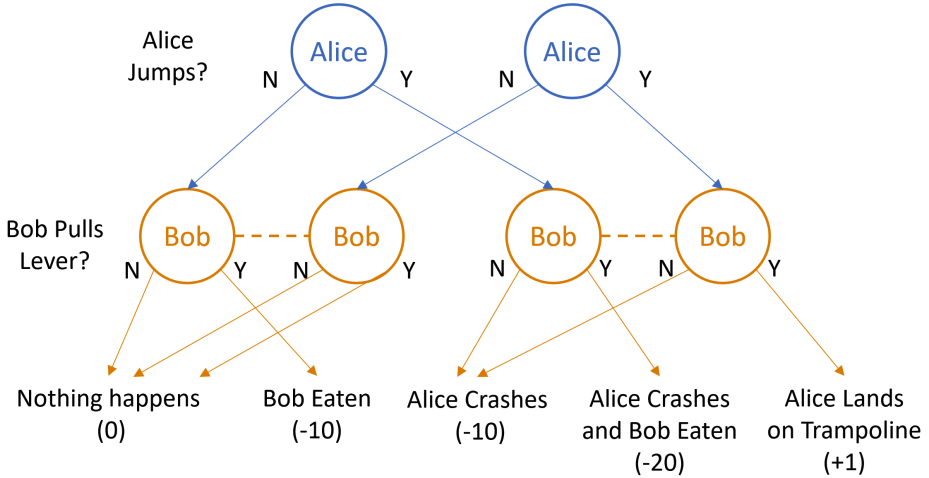 Alice
Jumps?
Alice
Alice
N
Y
N
Y
Bob Pulls
Lever?
Bob
Bob
Bob
Bob
N
Y
N
Y
N
Y
N
Y
Nothing happens
(0)
Bob Eaten
(-10)
Alice Crashes
(-10)
Alice Crashes
and Bob Eaten
(-20)
Alice Lands
on Trampoline
(+1)